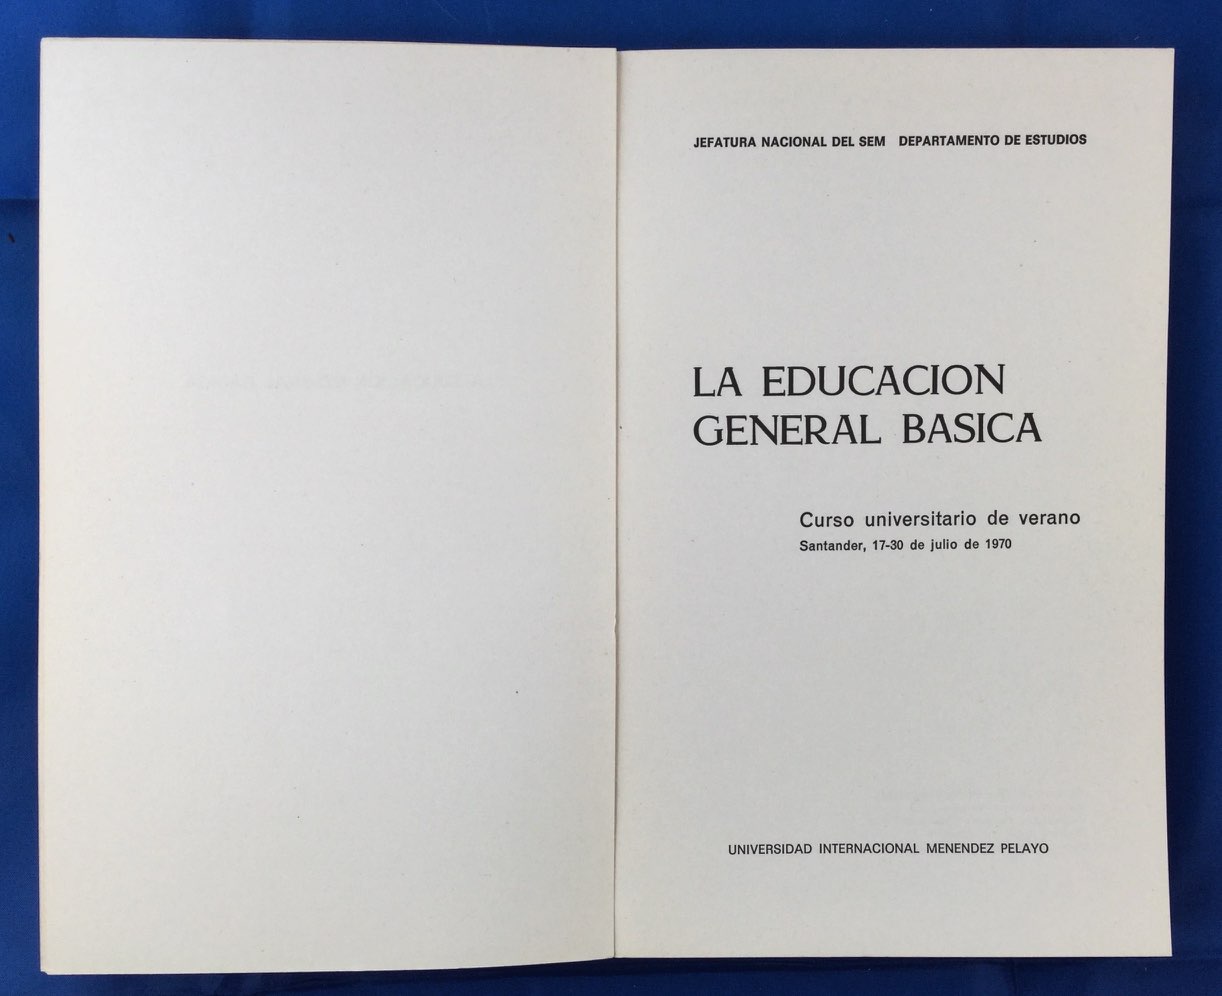 JEFATURA NACIONAL DEL SEM DEPARTAMENTO DE ESTUDIOS
LA EDUCACION
GENERAL BASICA
Curso universitario de verano
Santander, 17-30 de julio de 1970
UNIVERSIDAD INTERNACIONAL MENENDEZ PELAYO